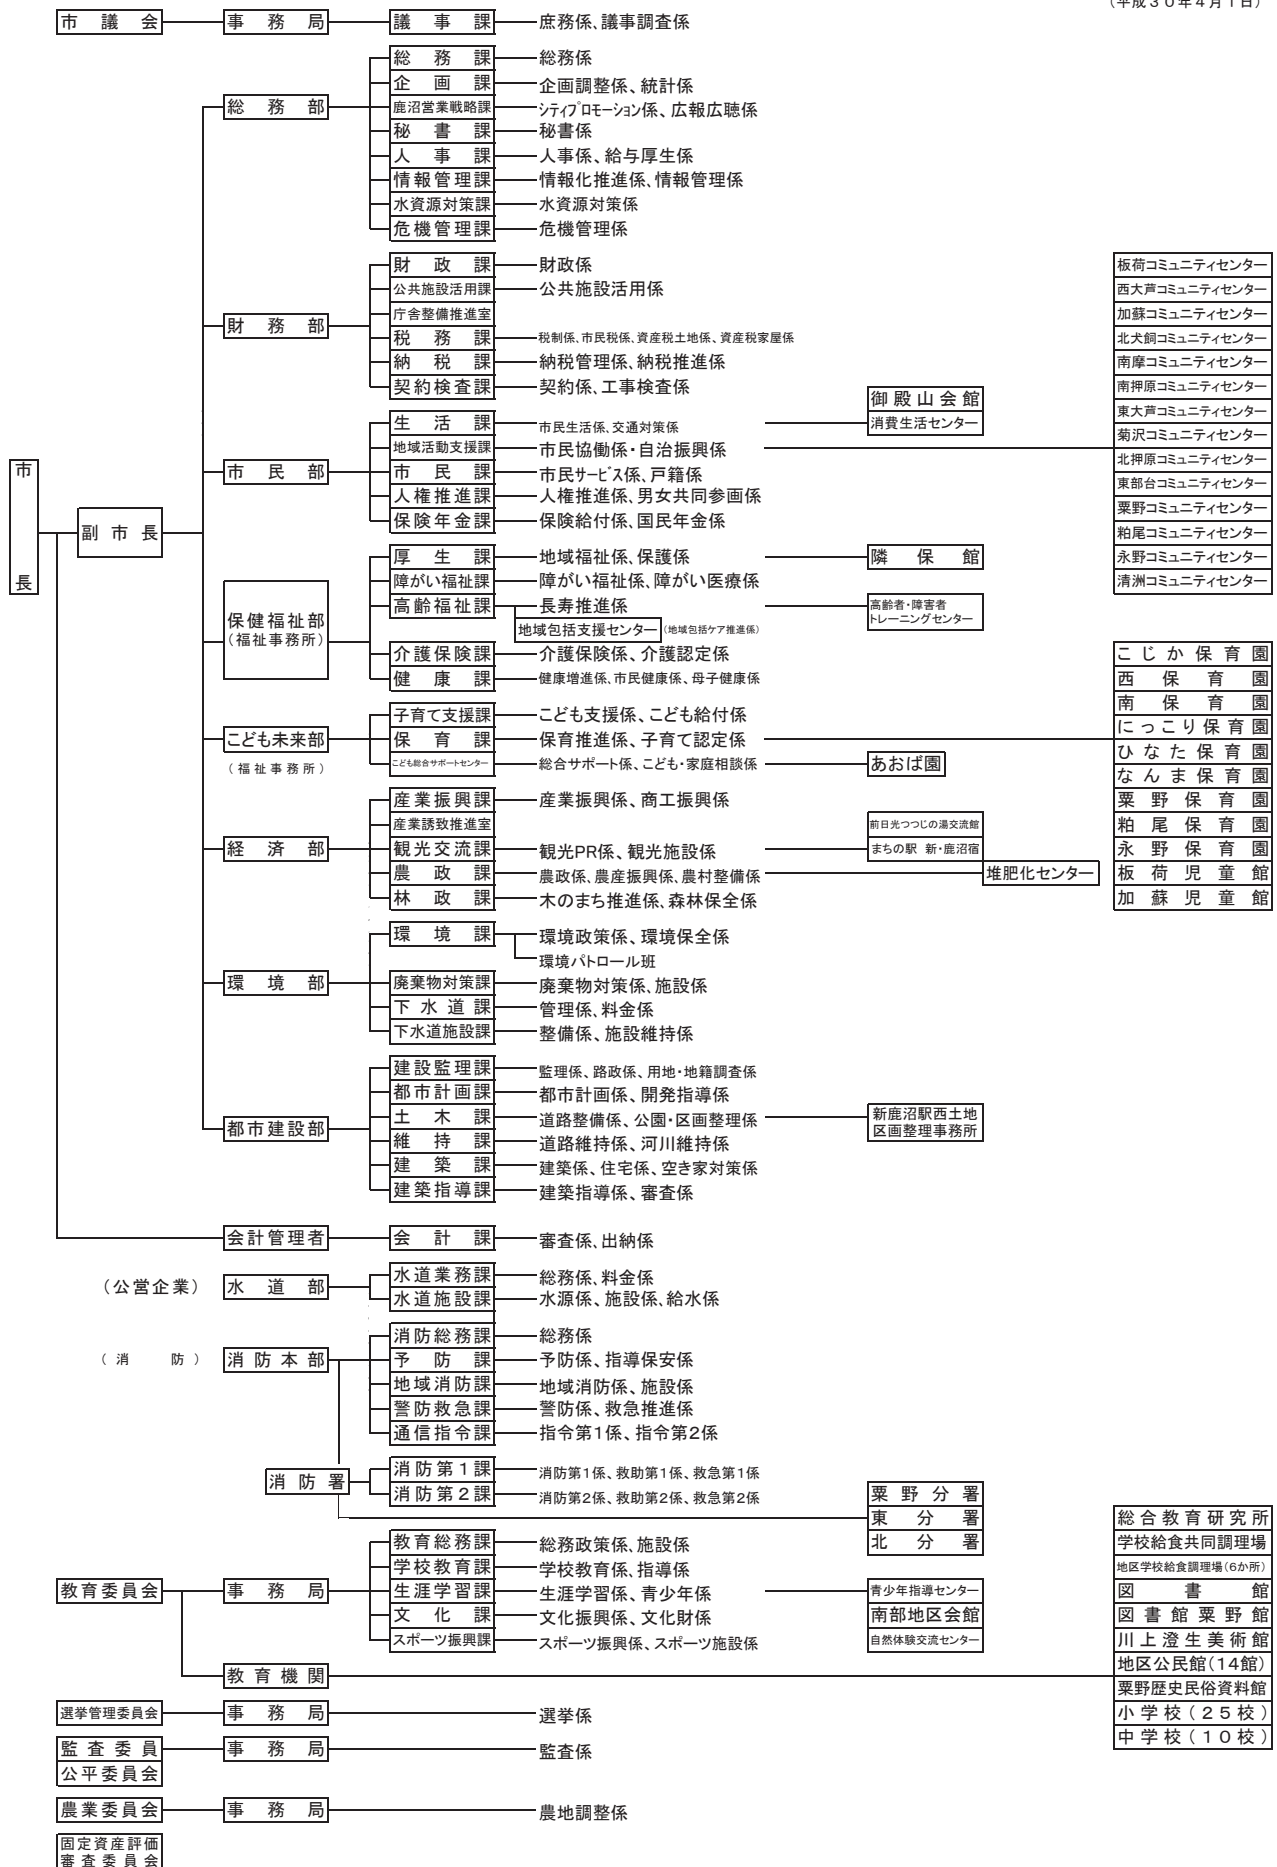 (平成30年4月1日)
市議会 事務局 議事課 庶務係、議事調査係
総務課 総務係
企画課 企画調整係、統計係
総務部 鹿沼営業戦略課 シティプロモーション係、広報広聴係
秘書課 秘書係
人事課 人事係、給与厚生係
情報管理課 情報化推進係、情報管理係
水資源対策課 水資源対策係
危機管理課 危機管理係
財政課 財政係
公共施設活用課 公共施設活用係
庁舎整備推進室
財務部
税務課 税制係、市民税係、資産税土地係、資産税家屋係
納税課 納税管理係、納税推進係
契約検査課 契約係、工事検査係
御殿山会館
生活課 市民生活係、交通対策係 消費生活センター
地域活動支援課 市民協働係・自治振興係
市民部 市民課 市民サービス係、戸籍係
人権推進課 人権推進係、男女共同参画係
保険年金課 保険給付係、国民年金係
板荷コミュニティセンター
西大芦コミュニティセンター
加蘇コミュニティセンター
北犬飼コミュニティセンター
南摩コミュニティセンター
南押原コミュニティセンター
東大芦コミュニティセンター
菊沢コミュニティセンター
北押原コミュニティセンター
東部台コミュニティセンター
粟野コミュニティセンター
粕尾コミュニティセンター
永野コミュニティセンター
清洲コミュニティセンター
市長
副市長
厚生課 地域福祉係、保護係 隣保館
障がい福祉課 障がい福祉係、障がい医療係
高齢福祉課 長寿推進係 高齢者・障害者
トレーニングセンター
保健福祉部
(福祉事務所)
地域包括支援センター (地域包括ケア推進係)
介護保険課 介護保険係、介護認定係
健康課 健康増進係、市民健康係、母子健康係
子育て支援課 こども支援係、こども給付係
こども未来部 保育課 保育推進係、子育て認定係
(福祉事務所) こども総合サポートセンター 総合サポート係、こども・家庭相談係 あおば園
こじか保育園
西保育園
南保育園
にっこり保育園
ひなた保育園
なんま保育園
粟野保育園
粕尾保育園
永野保育園
板荷児童館
加蘇児童館
産業振興課 産業振興係、商工振興係
産業誘致推進室 前日光つつじの湯交流館
経済部 観光交流課 観光PR係、観光施設係 まちの駅 新・鹿沼宿
農政課 農政係、農産振興係、農村整備係 堆肥化センター
林政課 木のまち推進係、森林保全係
環境課 環境政策係、環境保全係
環境パトロール班
環境部 廃棄物対策課 廃棄物対策係、施設係
下水道課 管理係、料金係
下水道施設課 整備係、施設維持係
建設監理課 監理係、路政係、用地・地籍調査係
都市計画課 都市計画係、開発指導係
都市建設部 土木課 道路整備係、公園・区画整理係 新鹿沼駅西土地
区画整理事務所
維持課 道路維持係、河川維持係
建築課 建築係、住宅係、空き家対策係
建築指導課 建築指導係、審査係
会計管理者 会計課 審査係、出納係
(公営企業) 水道部 水道業務課 総務係、料金係
水道施設課 水源係、施設係、給水係
消防総務課 総務係
(消防) 消防本部 予防課 予防係、指導保安係
地域消防課 地域消防係、施設係
警防救急課 警防係、救急推進係
通信指令課 指令第1係、指令第2係
消防署 消防第1課 消防第1係、救助第1係、救急第1係
消防第2課 消防第2係、救助第2係、救急第2係
粟野分署
東分署
北分署
教育総務課 総務政策係、施設係
学校教育課 学校教育係、指導係
教育委員会 事務局 生涯学習課 生涯学習係、青少年係 青少年指導センター
文化課 文化振興係、文化財係 南部地区会館
スポーツ振興課 スポーツ振興係、スポーツ施設係 自然体験交流センター
教育機関
総合教育研究所
学校給食共同調理場
地区学校給食調理場(6か所)
図書館
図書館粟野館
川上澄生美術館
地区公民館(14館)
粟野歴史民俗資料館
小学校(25校)
中学校(10校)
選挙管理委員会 事務局 選挙係
監査委員 事務局 監査係
公平委員会
農業委員会 事務局 農地調整係
固定資産評価
審査委員会